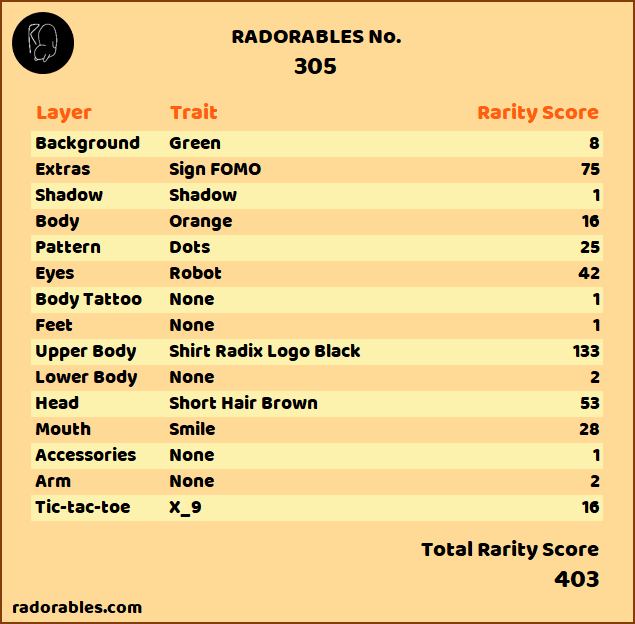 RADORABLES No.
305
Layer Trait Rarity Score
Background Green 8
Extras Sign FOMO 75
Shadow Shadow 1
Body Orange 16
Pattern Dots 25
Eyes Robot 42
Body Tattoo None 1
Feet None 1
Upper Body Shirt Radix Logo Black 133
Lower Body None 2
Head Short Hair Brown 53
Mouth Smile 28
Accessories None 1
Arm None 2
Tic-tac-toe X_9 16
Total Rarity Score
403
radorables.com